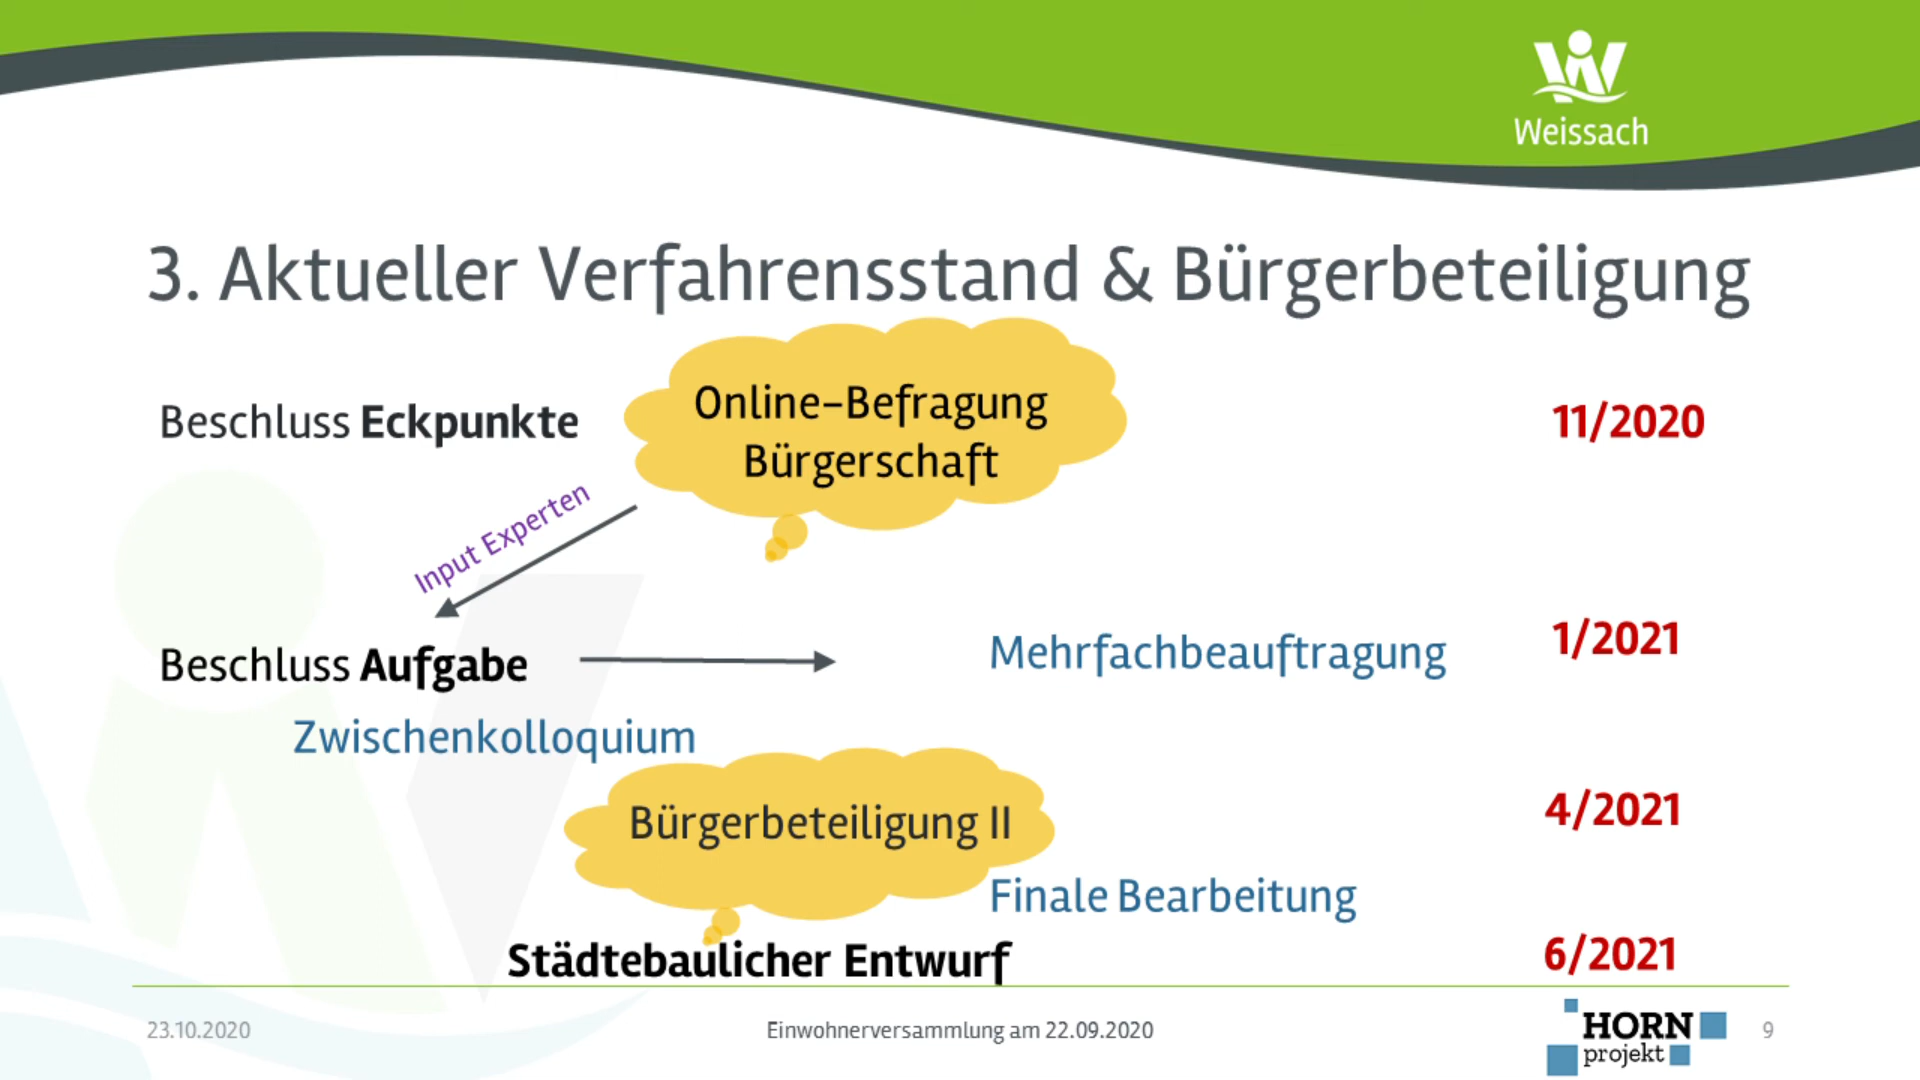 Weissach
3. Aktueller Verfahrensstand & Bürgerbeteiligung
Online-Befragung
Bürgerschaft
Beschluss Eckpunkte
11/2020
Input Experten
Beschluss Aufgabe
Mehrfachbeauftragung
1/2021
Zwischenkolloquium
Bürgerbeteiligung II
4/2021
Finale Bearbeitung
Städtebaulicher Entwurf
6/2021
23.10.2020
Einwohnerversammlung am 22.09.2020
HORN
projekt
9